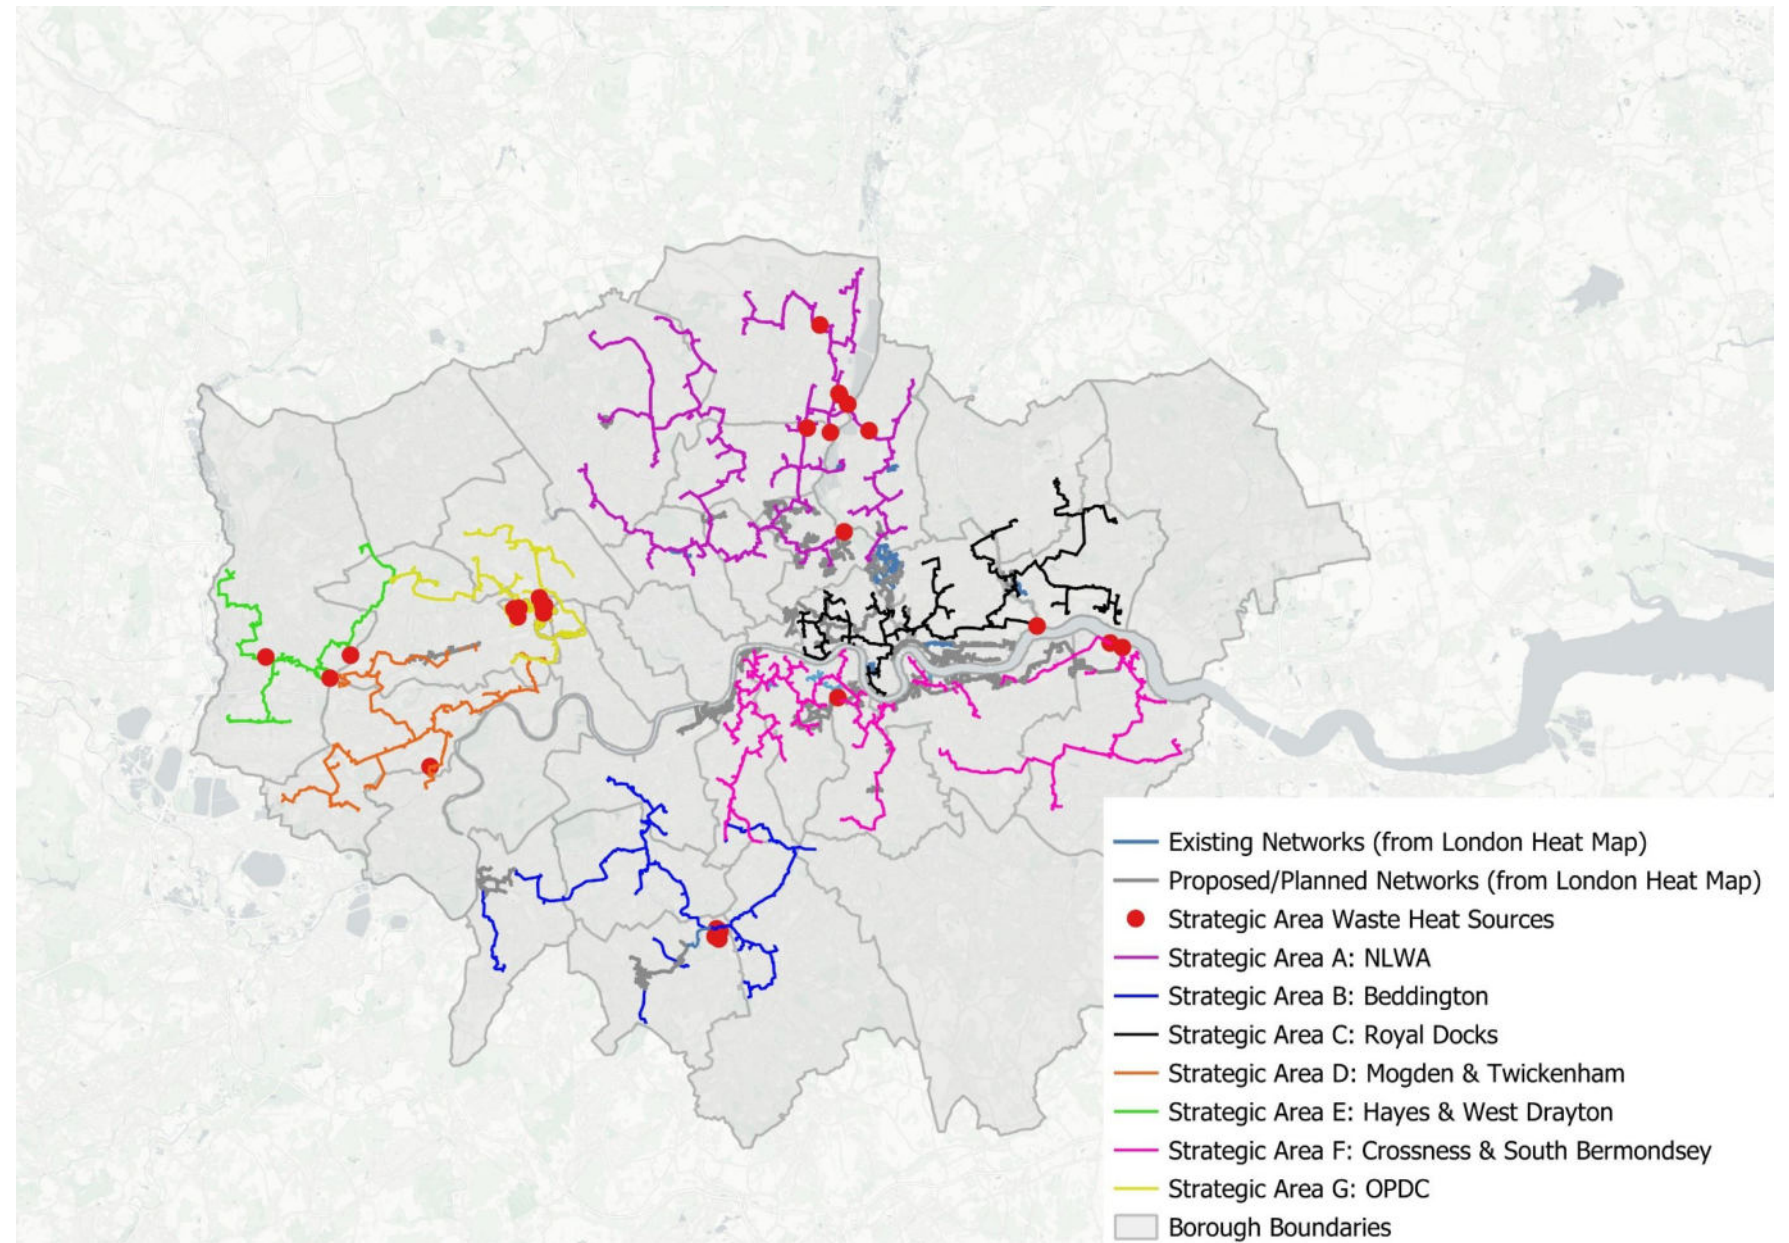 Existing Networks (from London Heat Map)
Proposed/Planned Networks (from London Heat Map)
Strategic Area Waste Heat Sources
Strategic Area A: NLWA
Strategic Area B: Beddington
Strategic Area C: Royal Docks
Strategic Area D: Mogden & Twickenham
Strategic Area E: Hayes & West Drayton
Strategic Area F: Crossness & South Bermondsey
Strategic Area G: OPDC
Borough Boundaries